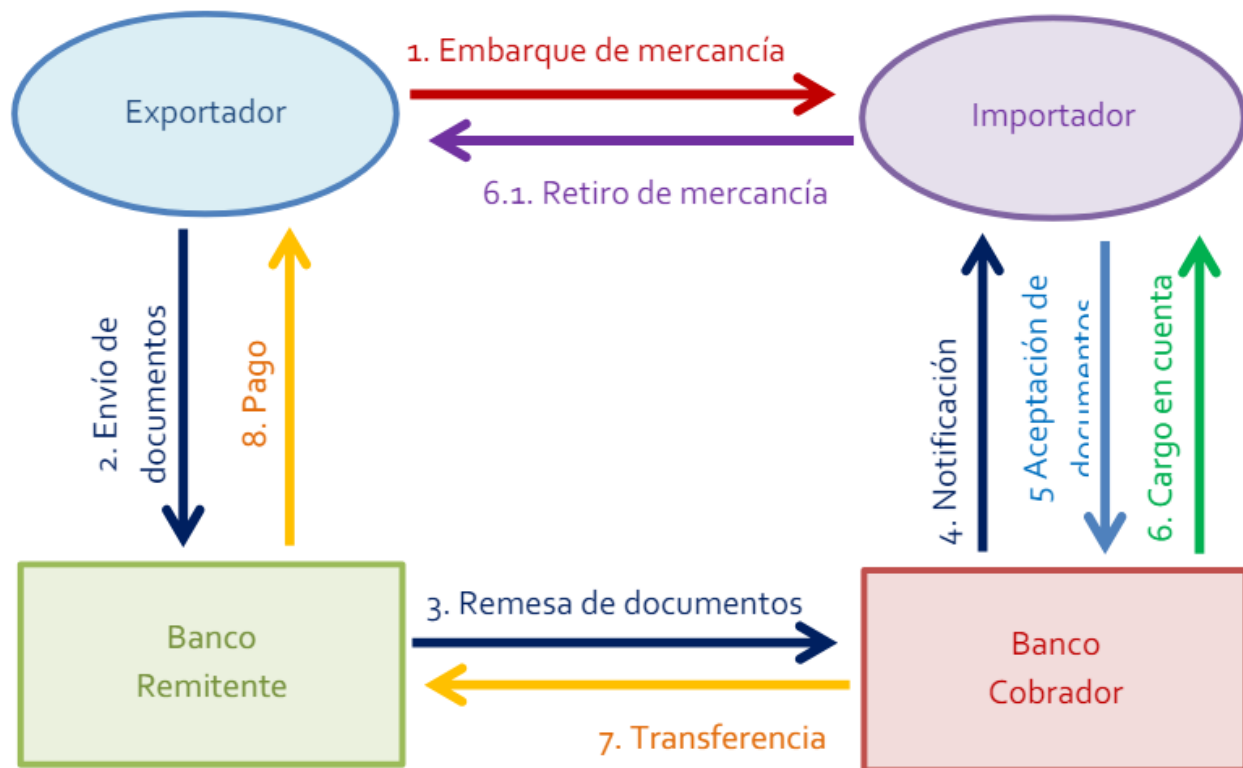 1. Embarque de mercancía
Exportador
Importador
6.1. Retiro de mercancía
2. Envío de
documentos
8. Pago
4. Notificación
5 Aceptación de
documentos
6. Cargo en cuenta
3. Remesa de documentos
Banco
Remitente
Banco
Cobrador
7. Transferencia